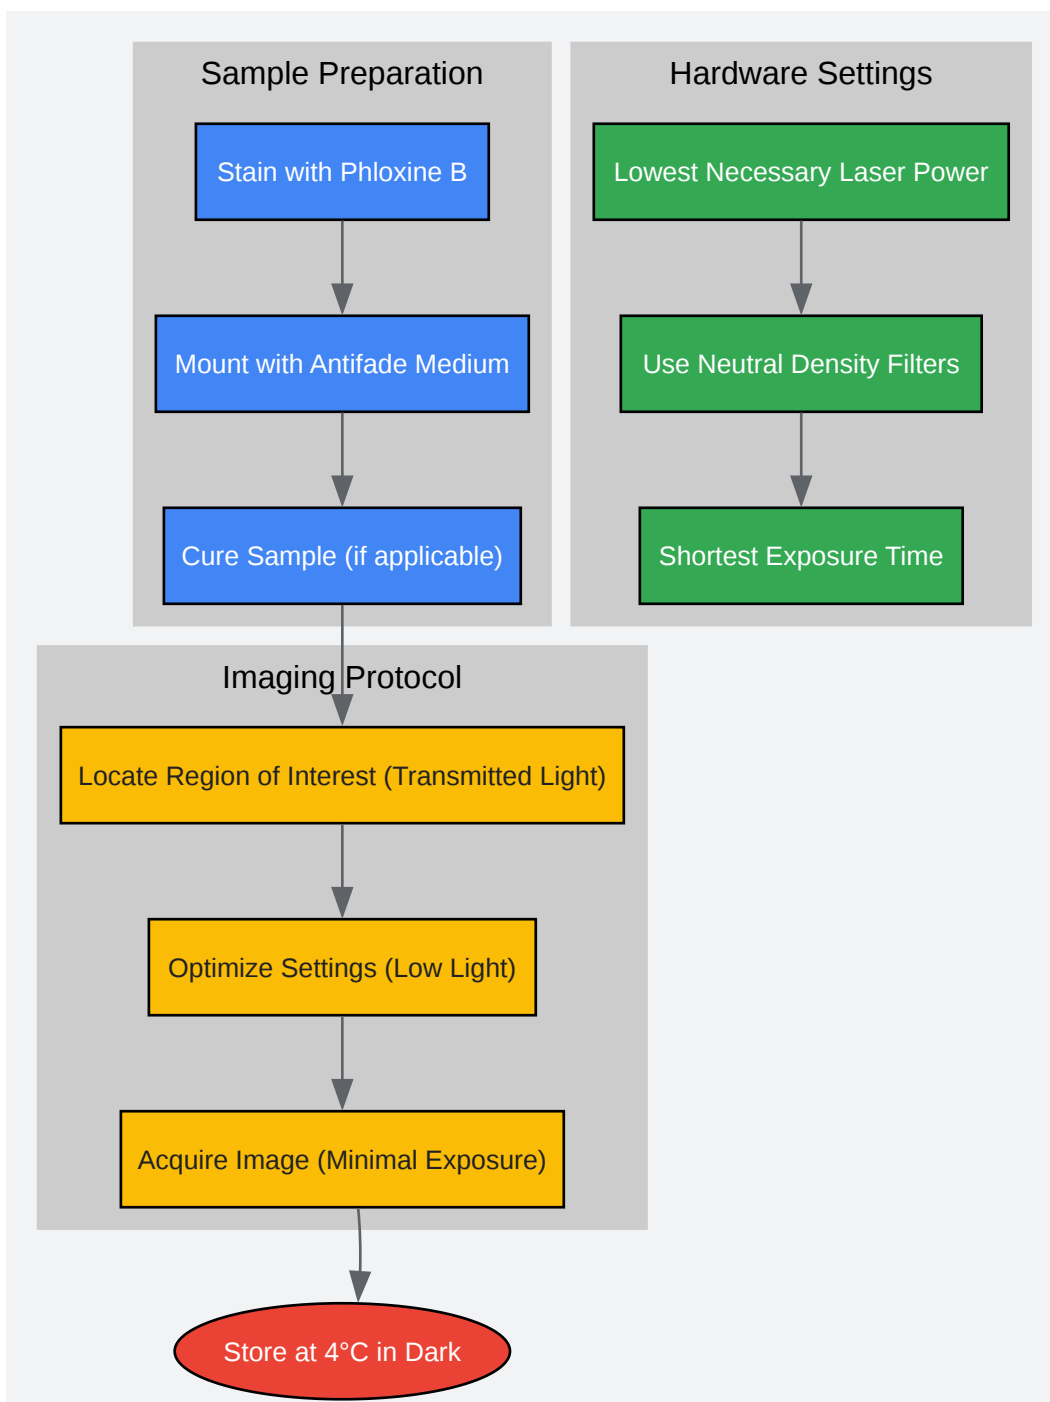 Sample Preparation
Stain with Phloxine B
Mount with Antifade Medium
Cure Sample (if applicable)
Hardware Settings
Lowest Necessary Laser Power
Use Neutral Density Filters
Shortest Exposure Time
Imaging Protocol
Locate Region of Interest (Transmitted Light)
Optimize Settings (Low Light)
Acquire Image (Minimal Exposure)
Store at 4°C in Dark